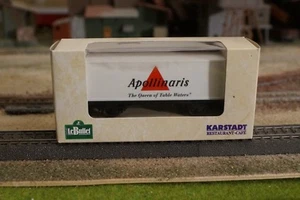 Apollinaris
The Queen of Table Waters
LeBuffet
KARSTADT
RESTAURANT-CAFÉ